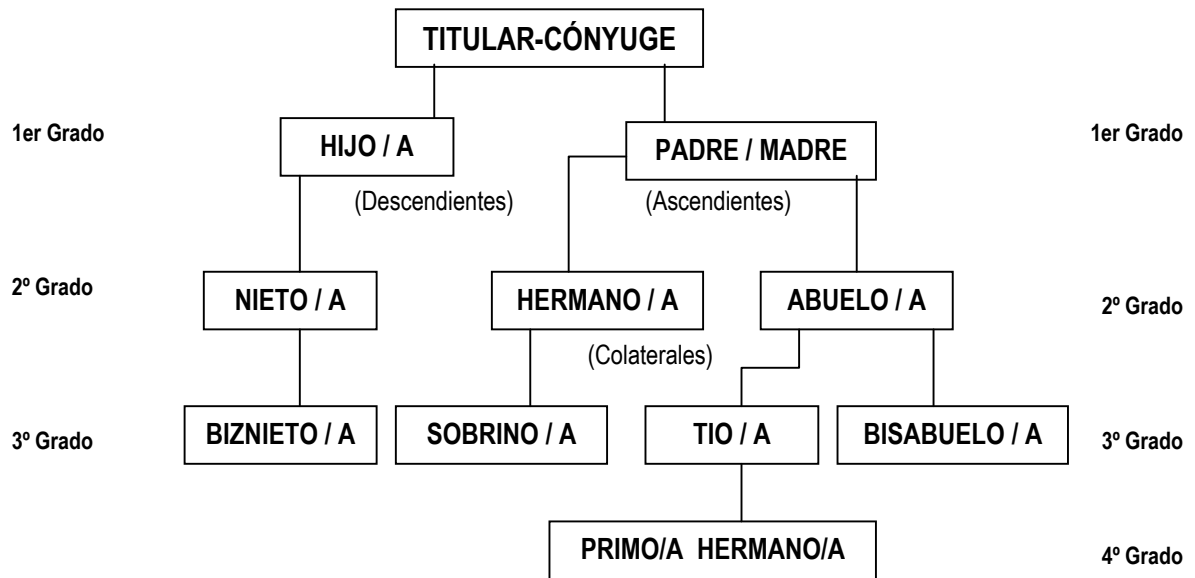 TITULAR-CÓNYUGE
1er Grado
HIJO / A
PADRE / MADRE
1er Grado
(Descendientes)
(Ascendientes)
2º Grado
NIETO / A
HERMANO / A
ABUELO / A
2º Grado
(Colaterales)
3º Grado
BIZNIETO / A
SOBRINO / A
TIO / A
BISABUELO / A
3º Grado
PRIMO/A HERMANO/A
4º Grado